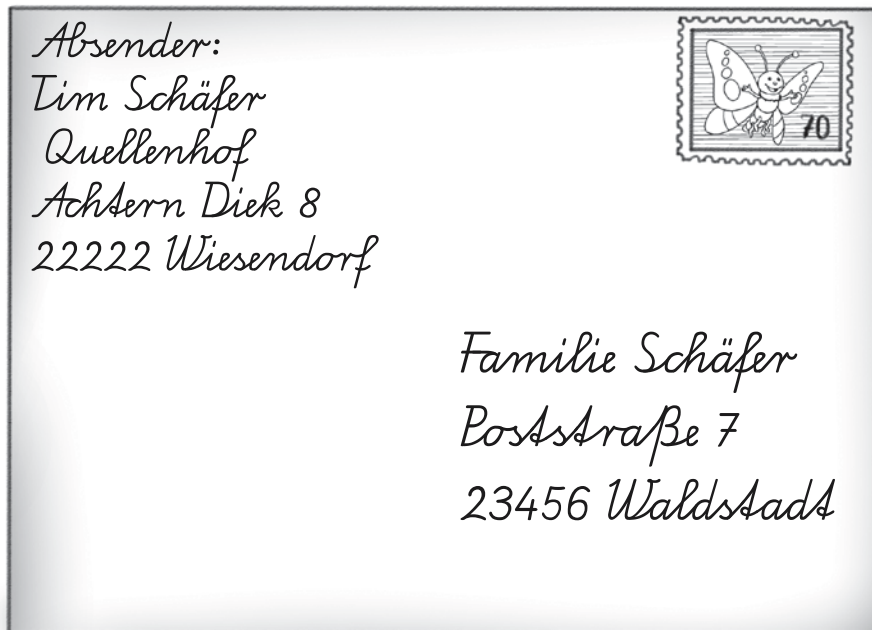 Absender:
Tim Schäfer
Quellenhof
Achtern Diek 8
22222 Wiesendorf
70
Familie Schäfer
Poststraße 7
23456 Waldstadt